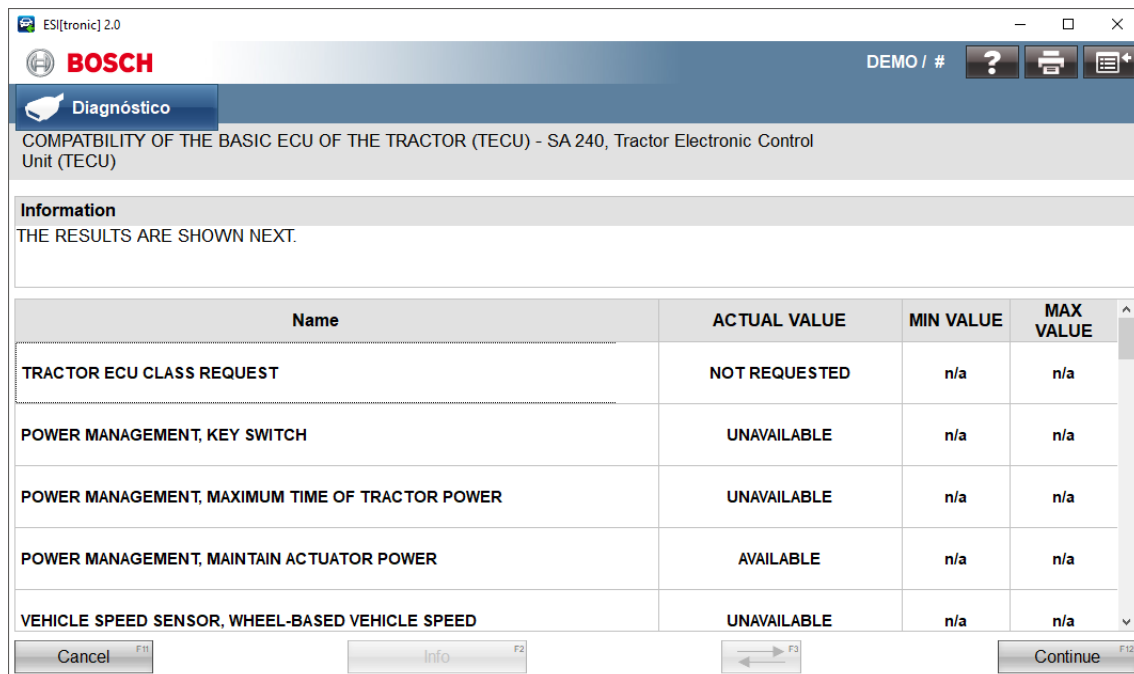 ESI[tronic] 2.0
BOSCH
DEMO / #
?
Diagnóstico
COMPATBILITY OF THE BASIC ECU OF THE TRACTOR (TECU) - SA 240, Tractor Electronic Control
Unit (TECU)
Information
THE RESULTS ARE SHOWN NEXT.
Name ACTUAL VALUE MIN VALUE MAX
VALUE
TRACTOR ECU CLASS REQUEST NOT REQUESTED n/a n/a
POWER MANAGEMENT, KEY SWITCH UNAVAILABLE n/a n/a
POWER MANAGEMENT, MAXIMUM TIME OF TRACTOR POWER UNAVAILABLE n/a n/a
POWER MANAGEMENT, MAINTAIN ACTUATOR POWER AVAILABLE n/a n/a
VEHICLE SPEED SENSOR, WHEEL-BASED VEHICLE SPEED UNAVAILABLE n/a n/a
Cancel F11 Info F2 F3 Continue F12